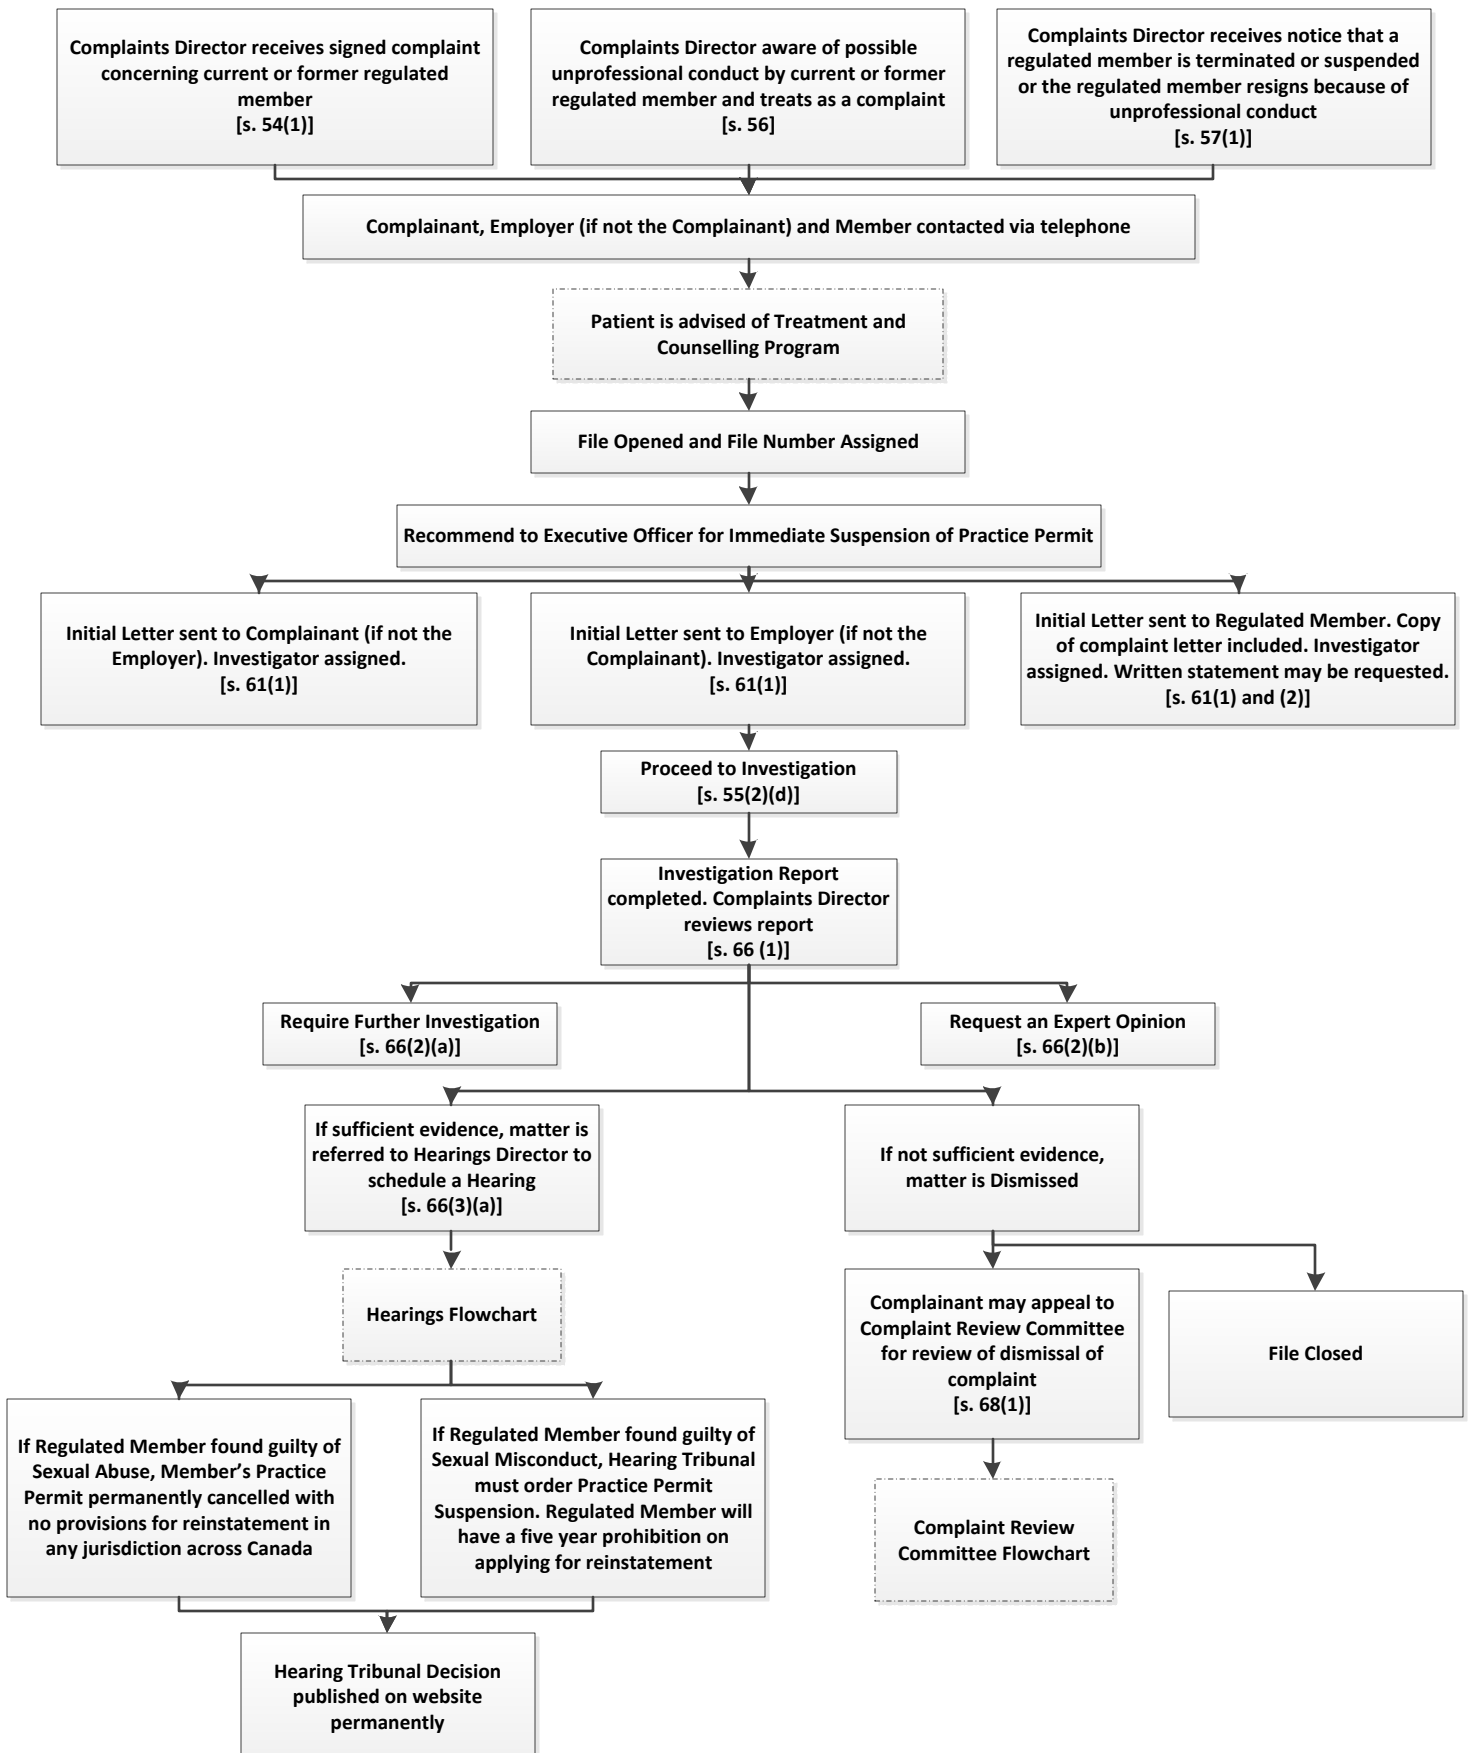 Complaints Director receives signed complaint
concerning current or former regulated
member
[s. 54(1)]
Complaints Director aware of possible
unprofessional conduct by current or former
regulated member and treats as a complaint
[s. 56]
Complaints Director receives notice that a
regulated member is terminated or suspended
or the regulated member resigns because of
unprofessional conduct
[s. 57(1)]
Complainant, Employer (if not the Complainant) and Member contacted via telephone
Patient is advised of Treatment and
Counselling Program
File Opened and File Number Assigned
Recommend to Executive Officer for Immediate Suspension of Practice Permit
Initial Letter sent to Complainant (if not the
Employer). Investigator assigned.
[s. 61(1)]
Initial Letter sent to Employer (if not the
Complainant). Investigator assigned.
[s. 61(1)]
Initial Letter sent to Regulated Member. Copy
of complaint letter included. Investigator
assigned. Written statement may be requested.
[s. 61(1) and (2)]
Proceed to Investigation
[s. 55(2)(d)]
Investigation Report
completed. Complaints Director
reviews report
[s. 66 (1)]
Require Further Investigation
[s. 66(2)(a)]
Request an Expert Opinion
[s. 66(2)(b)]
If sufficient evidence, matter is
referred to Hearings Director to
schedule a Hearing
[s. 66(3)(a)]
If not sufficient evidence,
matter is Dismissed
Hearings Flowchart
Complainant may appeal to
Complaint Review Committee
for review of dismissal of
complaint
[s. 68(1)]
File Closed
If Regulated Member found guilty of
Sexual Abuse, Member’s Practice
Permit permanently cancelled with
no provisions for reinstatement in
any jurisdiction across Canada
If Regulated Member found guilty of
Sexual Misconduct, Hearing Tribunal
must order Practice Permit
Suspension. Regulated Member will
have a five year prohibition on
applying for reinstatement
Complaint Review
Committee Flowchart
Hearing Tribunal Decision
published on website
permanently